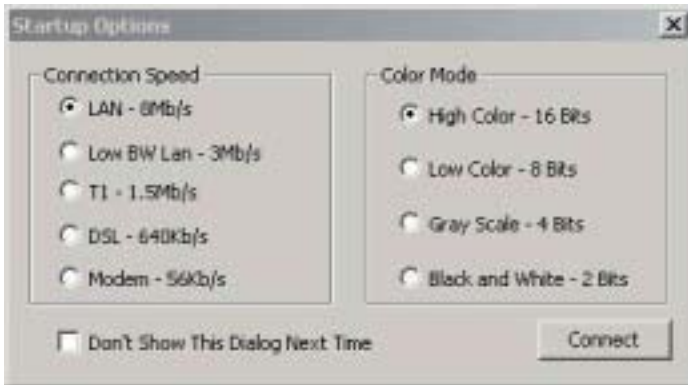 Startup Options
Connection Speed
LAN - 8Mb/s
Low BW Lan - 3Mb/s
T1 - 1.5Mb/s
DSL - 640Kb/s
Modem - 56Kb/s
Color Mode
High Color - 16 Bits
Low Color - 8 Bits
Gray Scale - 4 Bits
Black and White - 2 Bits
Don't Show This Dialog Next Time
Connect